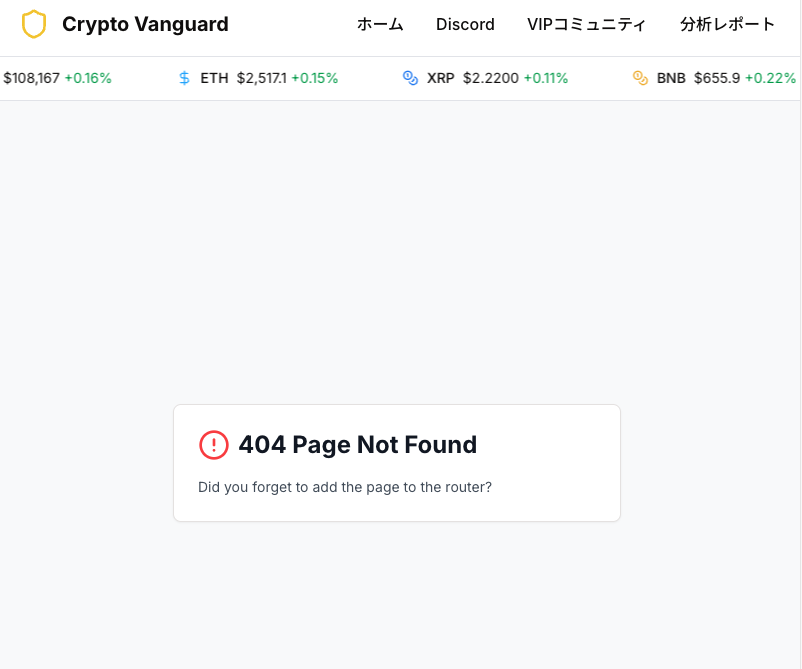 Crypto Vanguard ホーム Discord VIPコミュニティ 分析レポート
$108,167 +0.16% ETH $2,517.1 +0.15% XRP $2.2200 +0.11% BNB $655.9 +0.22%
404 Page Not Found
Did you forget to add the page to the router?